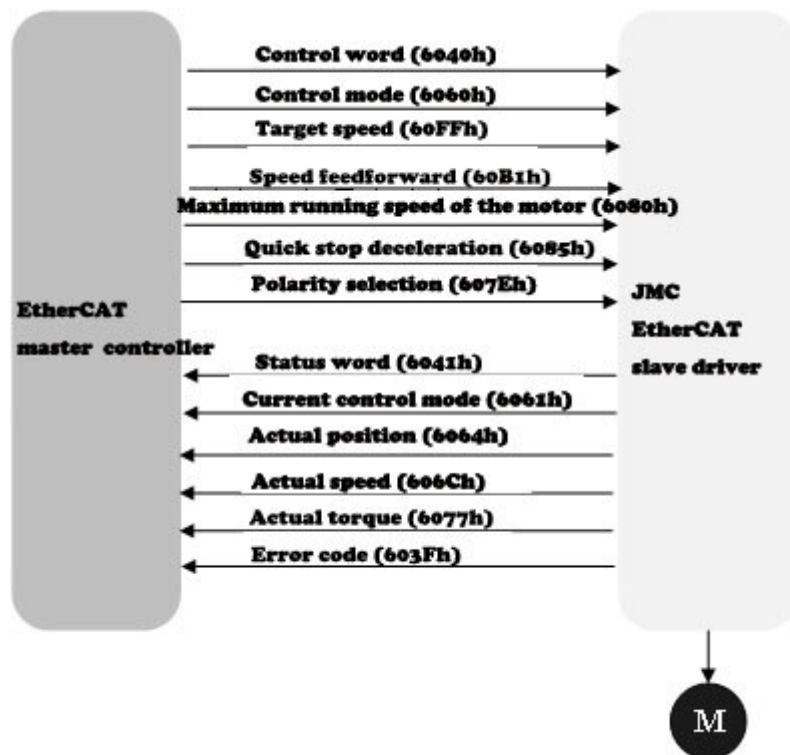 Control word (6040h)
Control mode (6060h)
Target speed (60FFh)
Speed feedforward (60B1h)
Maximum running speed of the motor (6080h)
Quick stop deceleration (6085h)
Polarity selection (607Eh)
EtherCAT
master controller
JMC
EtherCAT
slave driver
Status word (6041h)
Current control mode (6061h)
Actual position (6064h)
Actual speed (606Ch)
Actual torque (6077h)
Error code (603Fh)
M